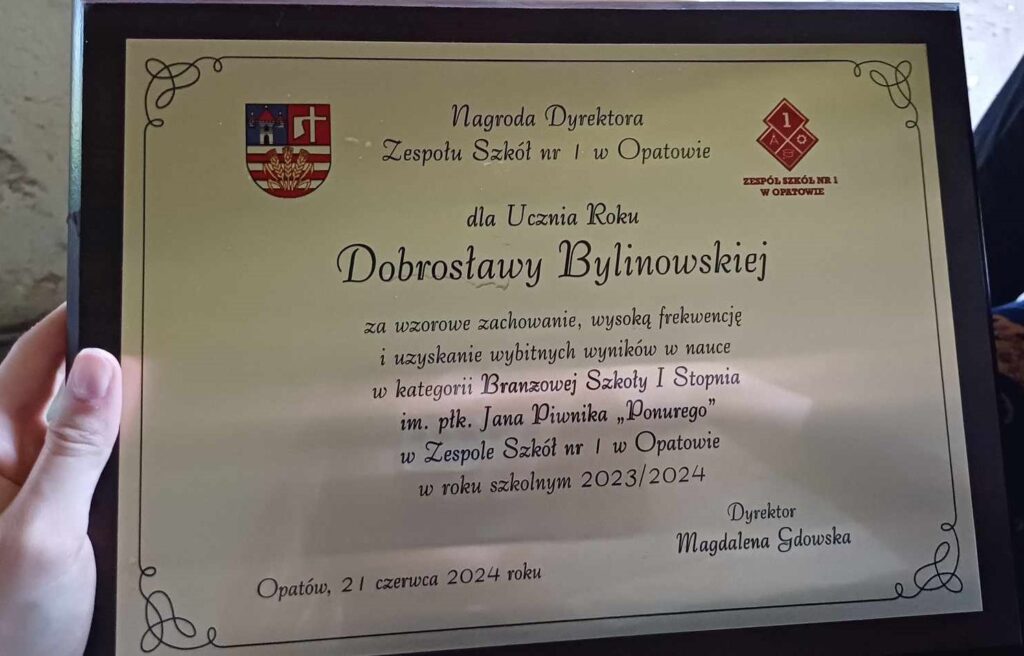 Nagroda Dyrektora
Zespołu Szkół nr 1 w Opatowie
1
ZESPÓŁ SZKÓŁ NR 1
W OPATOWIE
dla Ucznia Roku
Dobrosławy Bylinowskiej
za wzorowe zachowanie, wysoką frekwencję
i uzyskanie wybitnych wyników w nauce
w kategorii Branżowej Szkoły I Stopnia
im. płk. Jana Piwnika „Ponurego”
w Zespole Szkół nr 1 w Opatowie
w roku szkolnym 2023/2024
Dyrektor
Magdalena Gdowska
Opatów, 21 czerwca 2024 roku